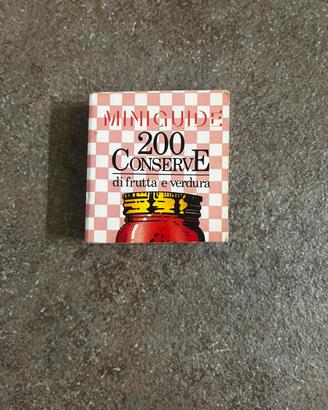 MINIGUIDE
200
CONSERVE
di frutta e verdura